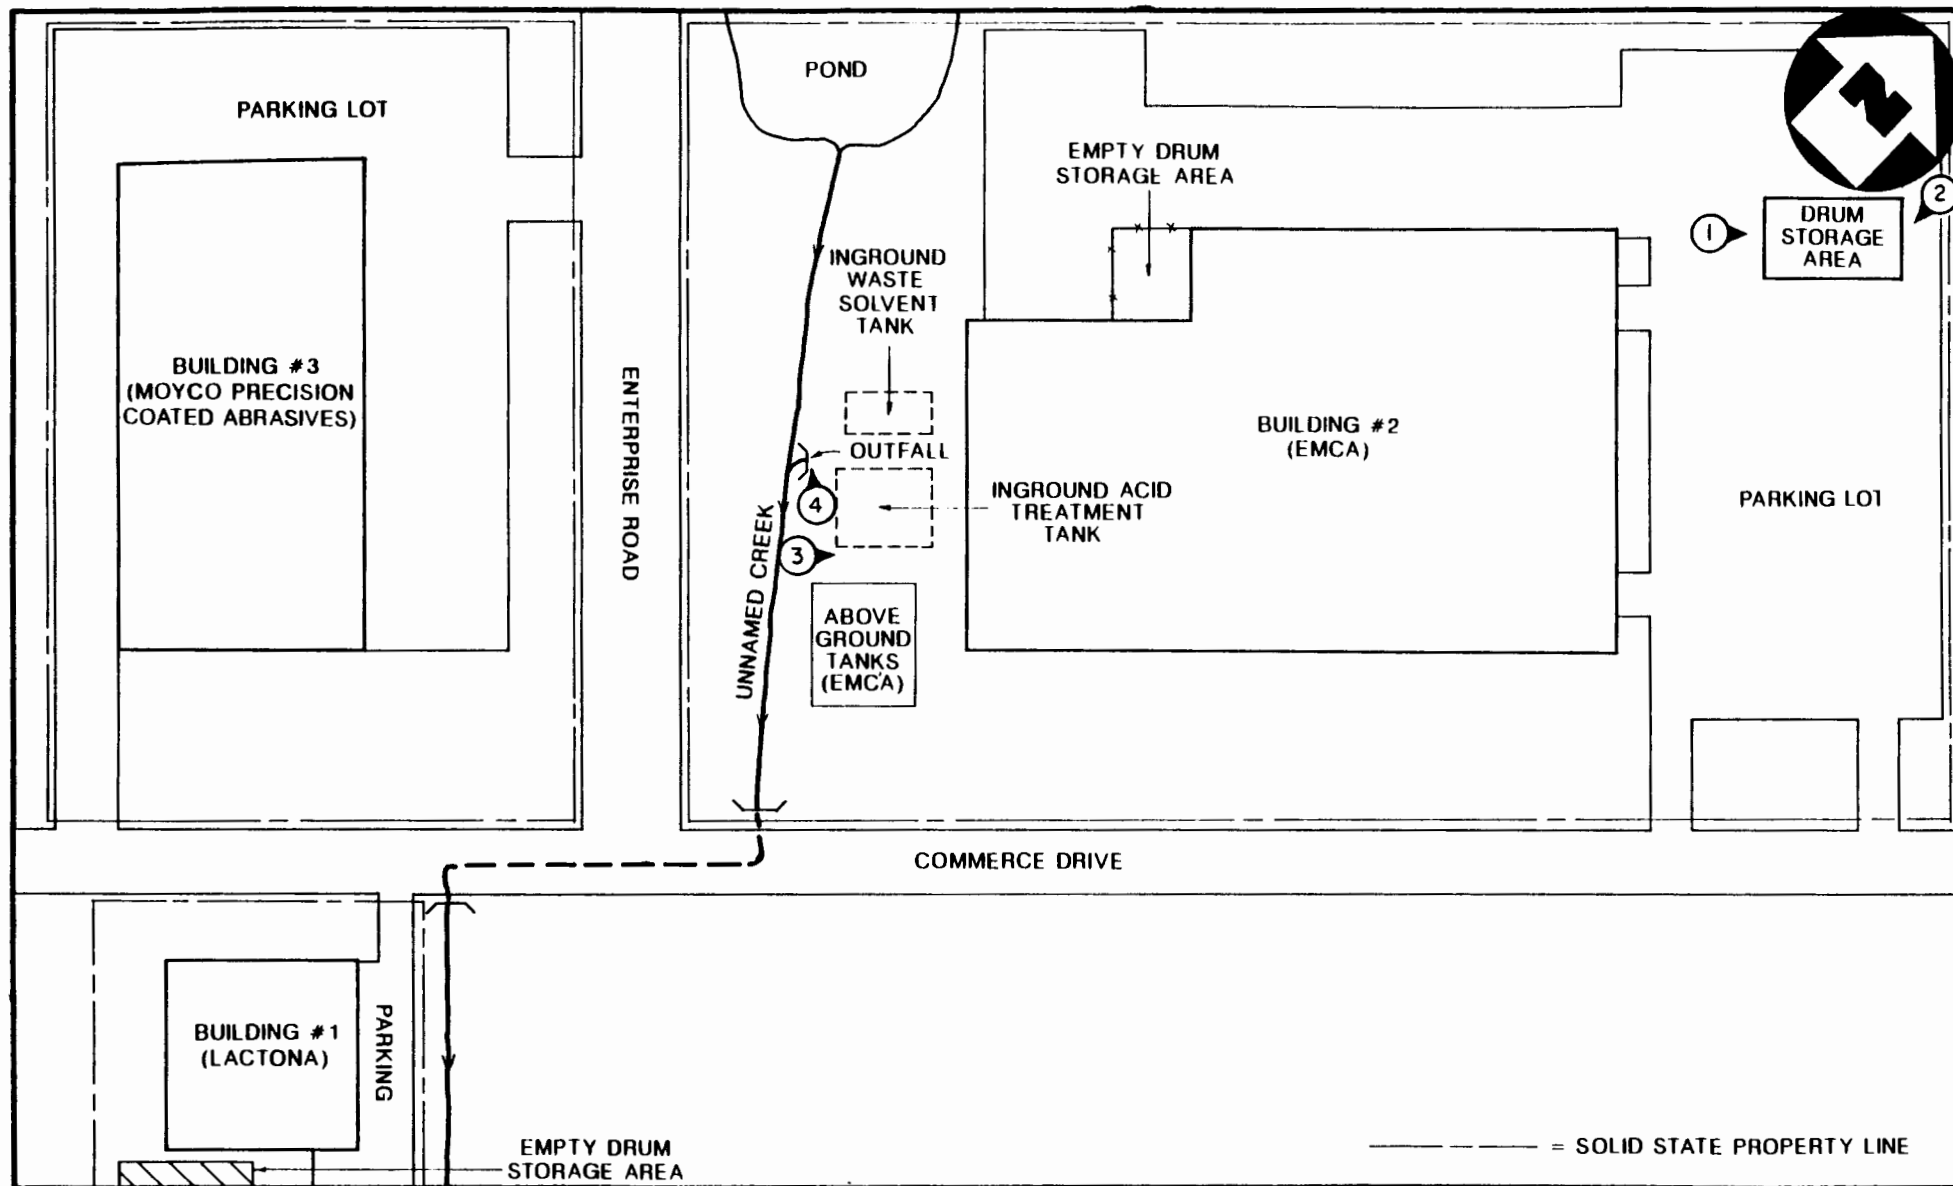 POND
PARKING LOT
EMPTY DRUM
STORAGE AREA
N
2
1
DRUM
STORAGE
AREA
INGROUND
WASTE
SOLVENT
TANK
BUILDING #3
(MOYCO PRECISION
COATED ABRASIVES)
ENTERPRISE ROAD
BUILDING #2
(EMCA)
OUTFALL
4
INGROUND ACID
TREATMENT
TANK
PARKING LOT
3
UNNAMED CREEK
ABOVE
GROUND
TANKS
(EMCA)
COMMERCE DRIVE
BUILDING #1
(LACTONA)
PARKING
EMPTY DRUM
STORAGE AREA
= SOLID STATE PROPERTY LINE